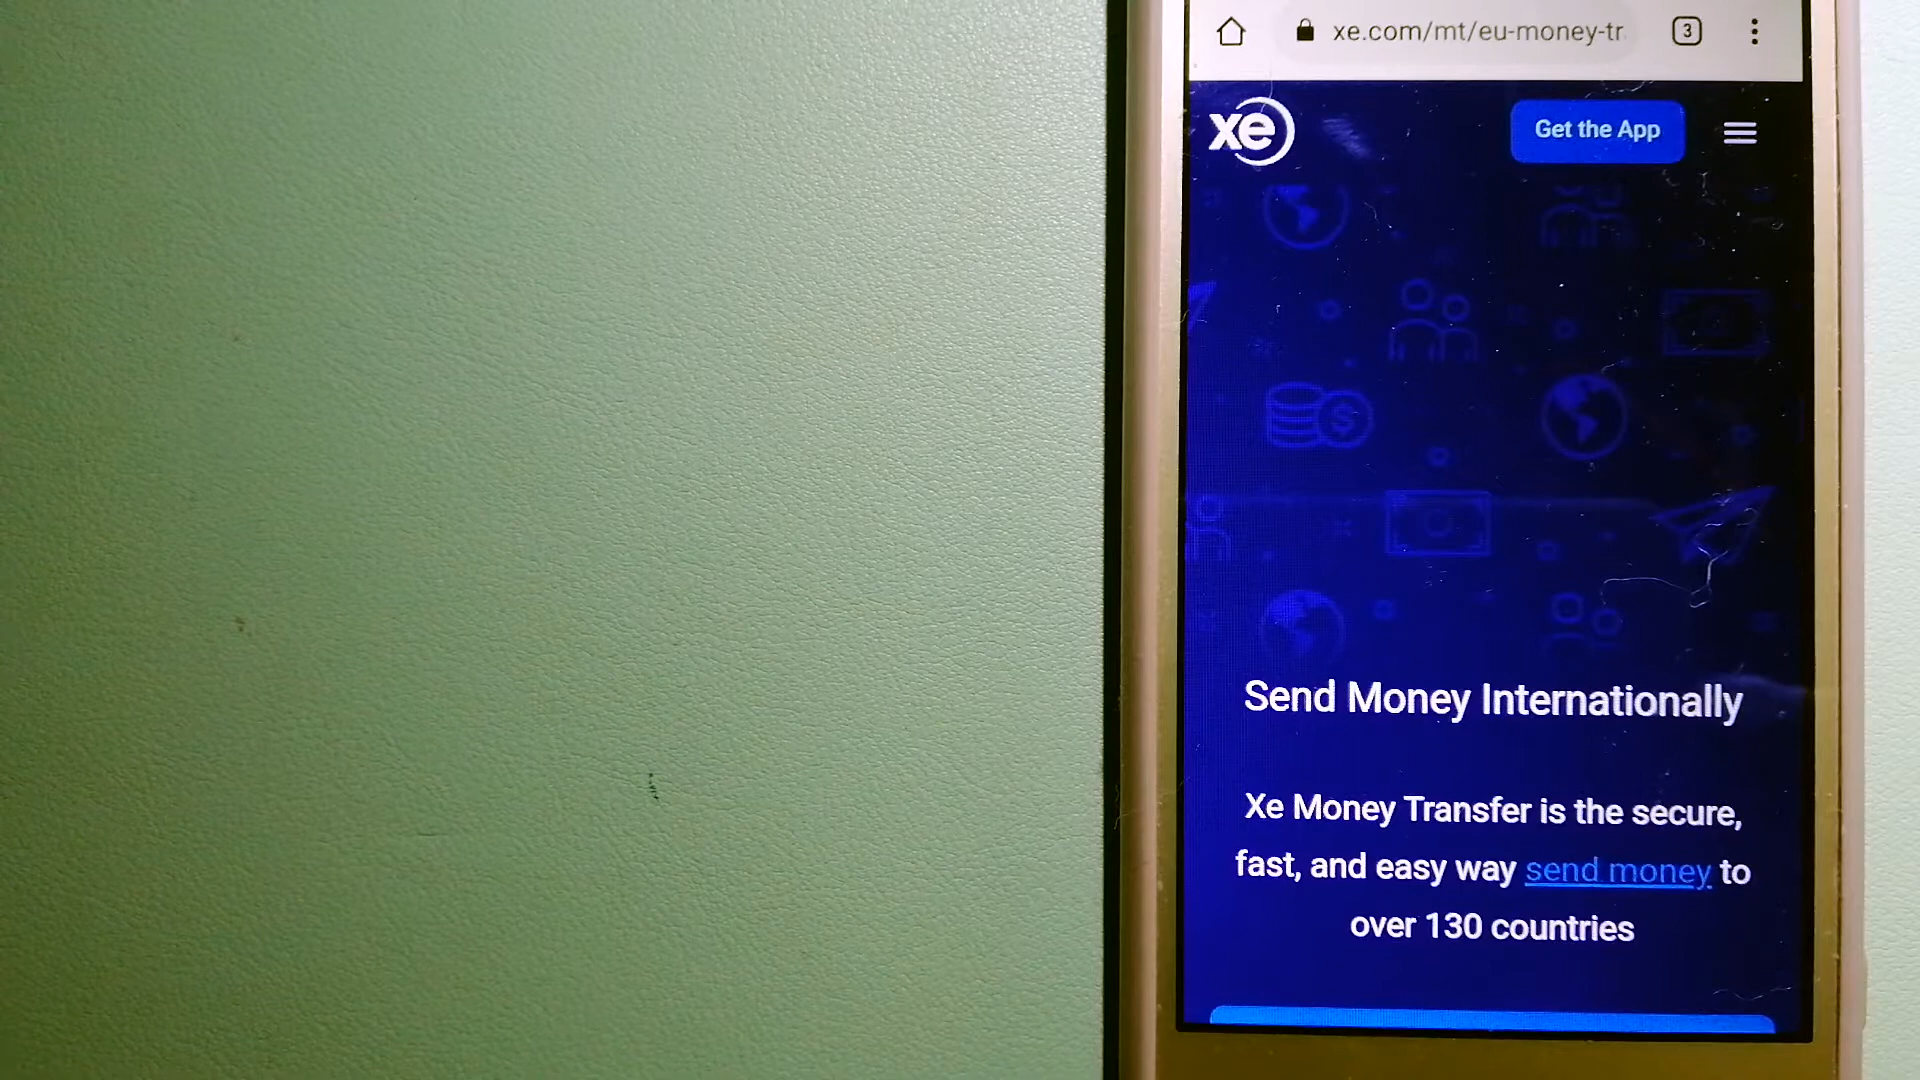 xe.com/mt/eu-money-tr
3
xe
Get the App
Send Money Internationally
Xe Money Transfer is the secure,
fast, and easy way send money to
over 130 countries